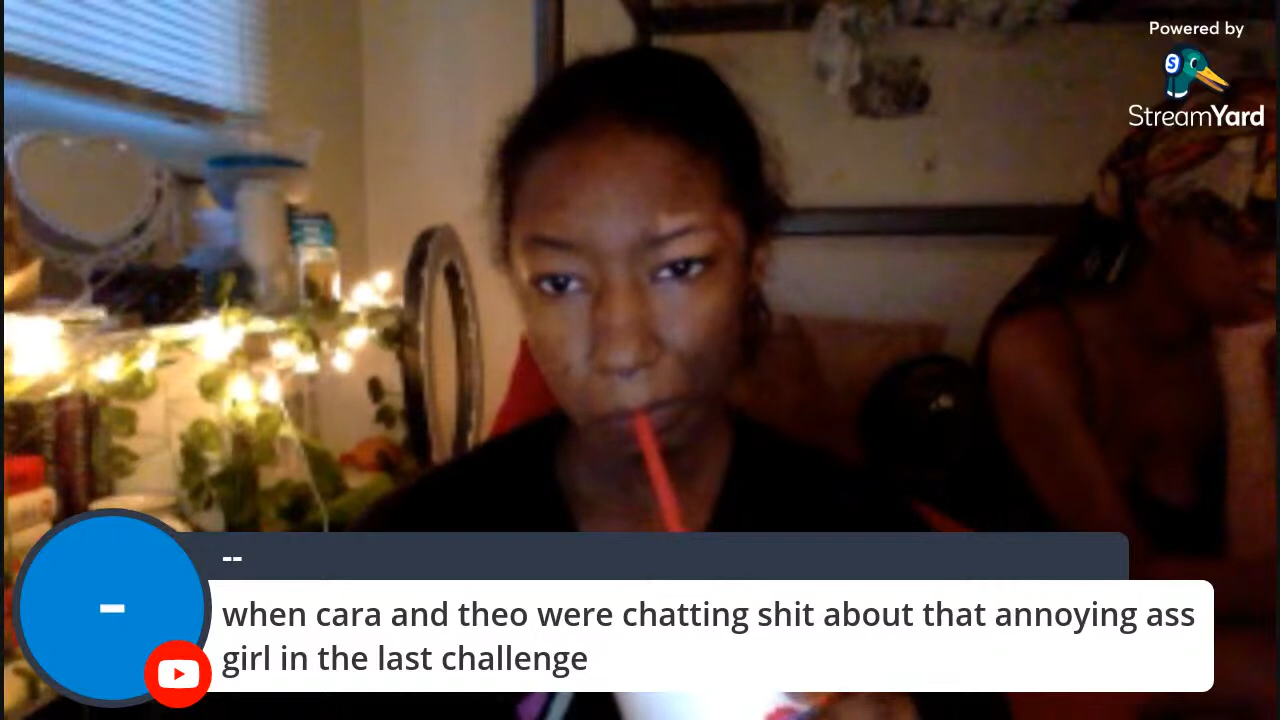 Powered by
StreamYard
--
when cara and theo were chatting shit about that annoying ass
girl in the last challenge